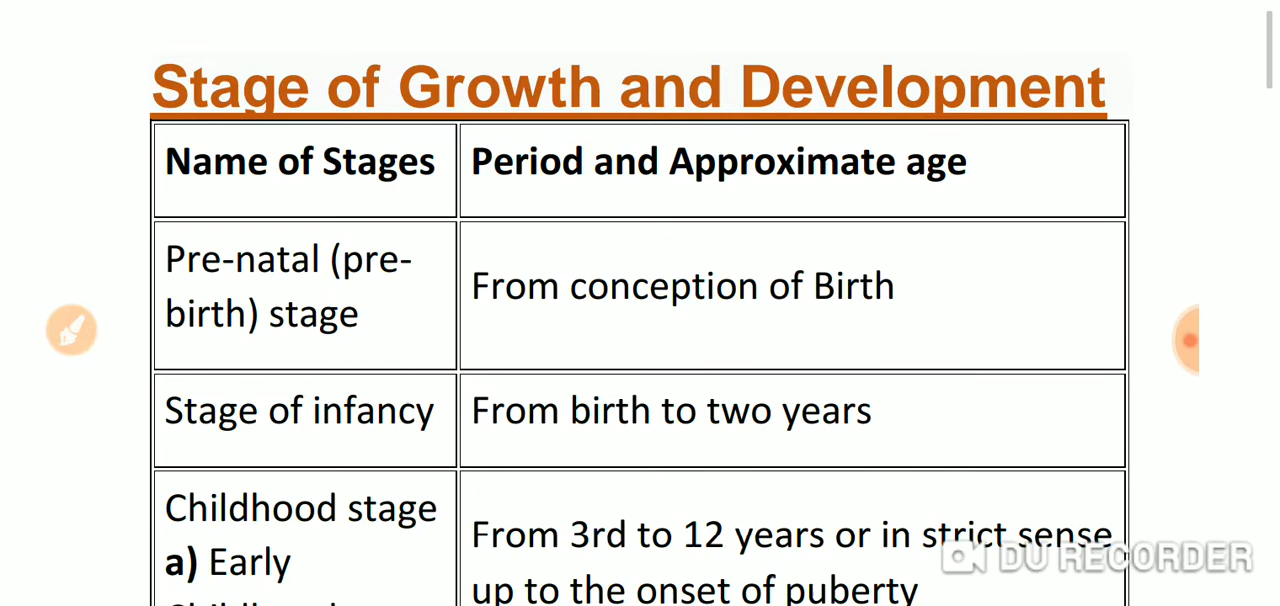 Stage of Growth and Development
Name of Stages
Period and Approximate age
Pre-natal (pre-
birth) stage
From conception of Birth
Stage of infancy
From birth to two years
Childhood stage
a) Early
From 3rd to 12 years or in strict sense
up to the onset of puberty
DU RECORDER